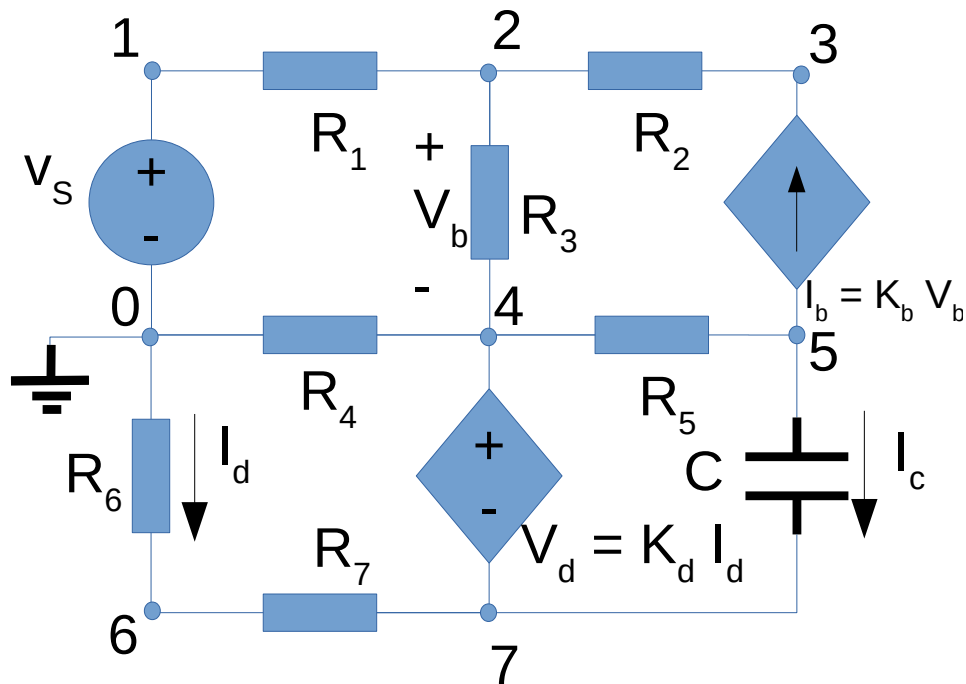 1
2
3
R1
R2
vS
+
-
+
Vb
-
R3
Ib = Kb Vb
0
4
5
R4
R5
R6
Id
+
-
Vd = Kd Id
C
Ic
R7
6
7